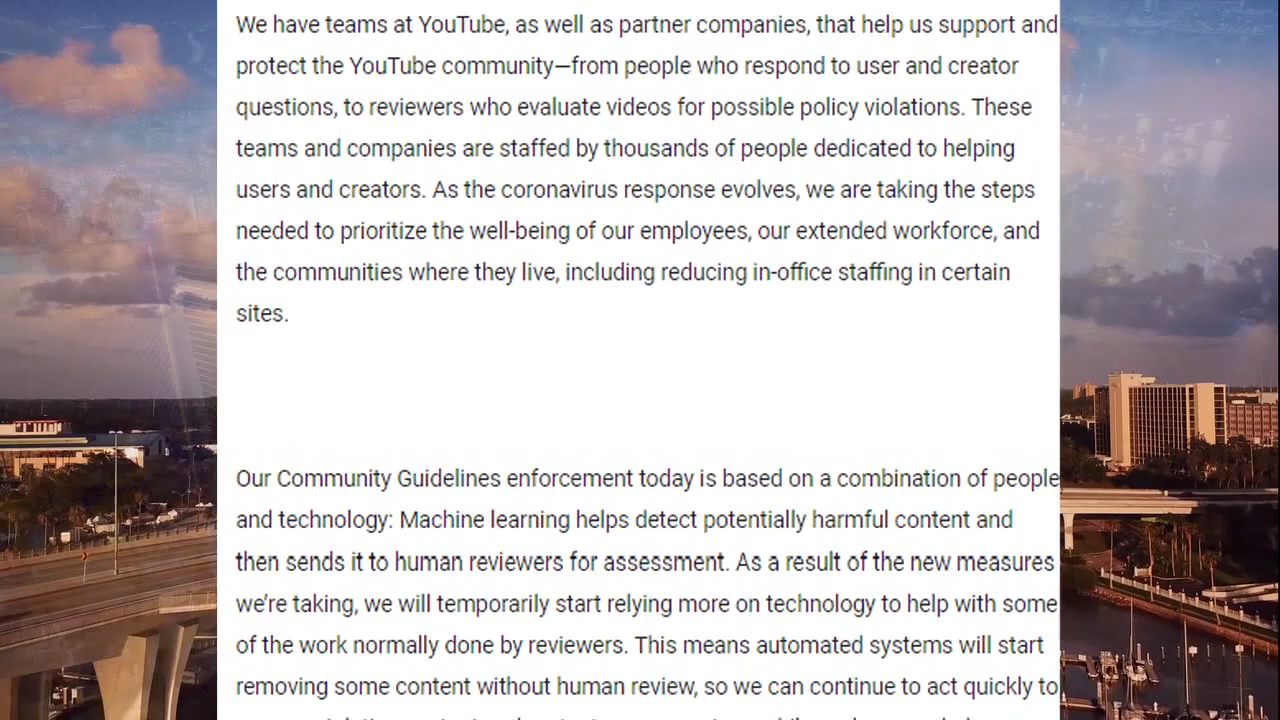 We have teams at YouTube, as well as partner companies, that help us support and
protect the YouTube community—from people who respond to user and creator
questions, to reviewers who evaluate videos for possible policy violations. These
teams and companies are staffed by thousands of people dedicated to helping
users and creators. As the coronavirus response evolves, we are taking the steps
needed to prioritize the well-being of our employees, our extended workforce, and
the communities where they live, including reducing in-office staffing in certain
sites.
Our Community Guidelines enforcement today is based on a combination of people
and technology: Machine learning helps detect potentially harmful content and
then sends it to human reviewers for assessment. As a result of the new measures
we're taking, we will temporarily start relying more on technology to help with some
of the work normally done by reviewers. This means automated systems will start
removing some content without human review, so we can continue to act quickly to